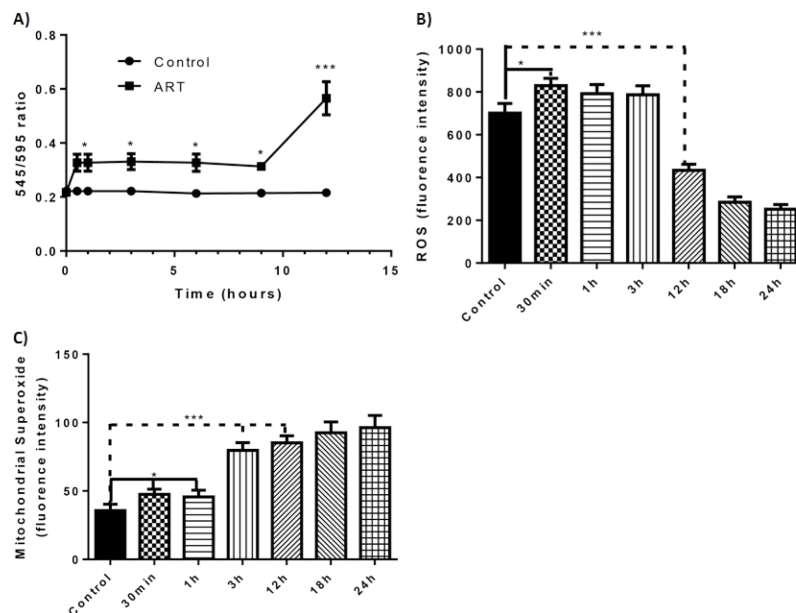 A)
0.8
0.6
0.4
0.2
0.0
545/595 ratio
Control
ART
*
*
*
*
***
0
5
10
15
Time (hours)
B)
1000
800
600
400
200
0
ROS (fluorence intensity)
***
*
Control
30min
1h
3h
12h
18h
24h
C)
150
100
50
0
Mitochondrial Superoxide
(fluorence intensity)
***
*
Control
30min
1h
3h
12h
18h
24h